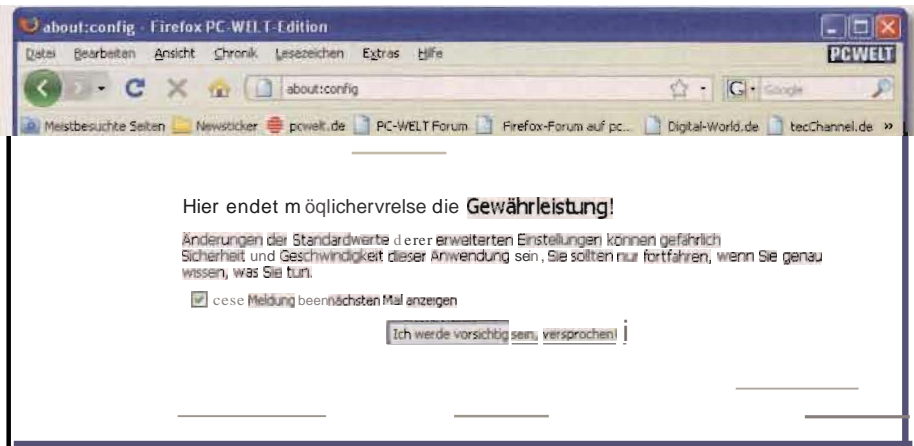 about:config - Firefox PC-WELT-Edition
Datei Bearbeiten Ansicht Chronik Lesezeichen Extras Hilfe PCWELT
about:config G Google
Meistbesuchte Seiten Newsticker pcwelt.de PC-WELT Forum Firefox-Forum auf pc... Digital-World.de tecChannel.de »
Hier endet m öqlichervrelse die Gewährleistung!
Änderungen der Standardwerte derer erweiterten Einstellungen können gefährlich
Sicherheit und Geschwindigkeit dieser Anwendung sein, Sie sollten nur fortfahren, wenn Sie genau
wissen, was Sie tun.
cese Meldung beennächsten Mal anzeigen
Ich werde vorsichtig sein, versprochen!